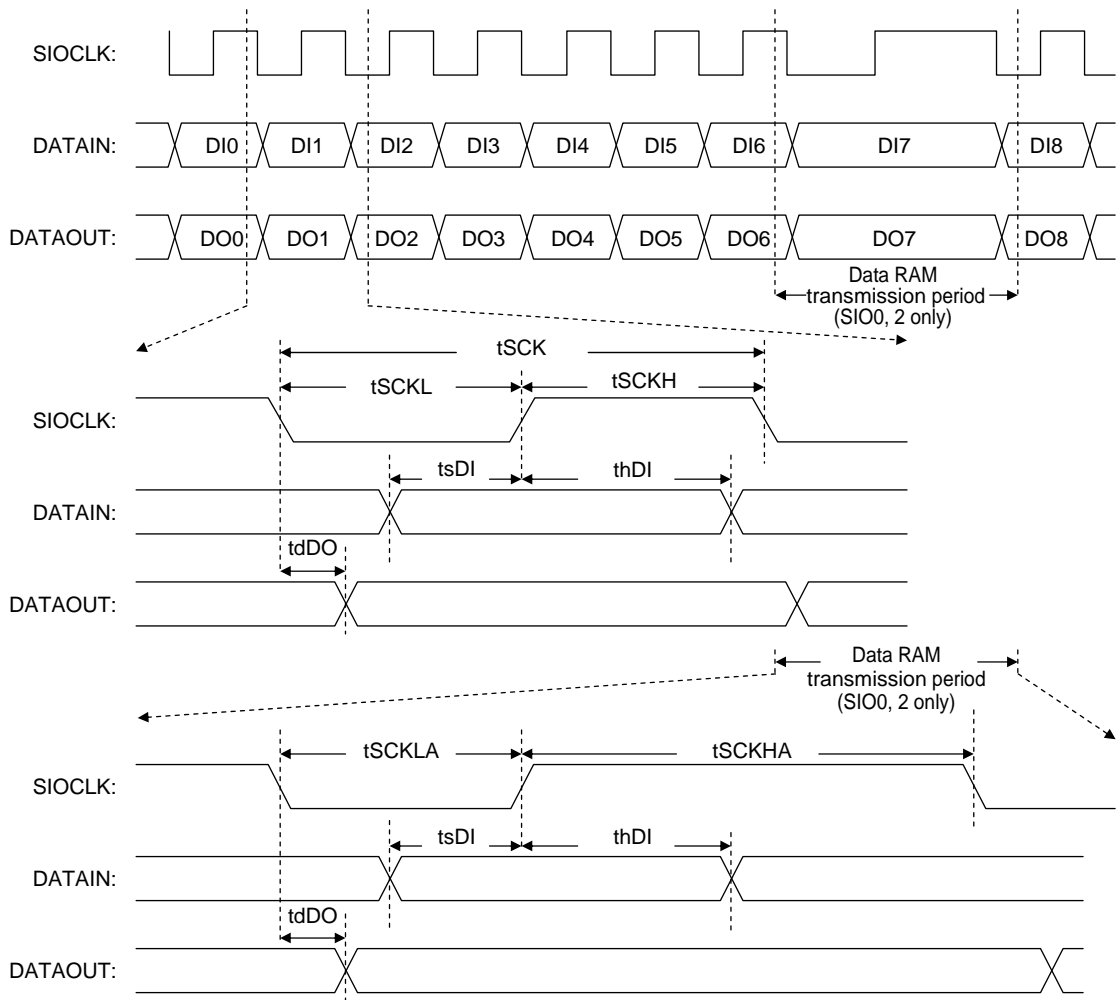 SIOCLK:
DATAIN: DI0 DI1 DI2 DI3 DI4 DI5 DI6 DI7 DI8
DATAOUT: DO0 DO1 DO2 DO3 DO4 DO5 DO6 DO7 DO8
Data RAM
transmission period
(SIO0, 2 only)
tSCK
tSCKL tSCKH
SIOCLK:
tsDI thDI
DATAIN:
tdDO
DATAOUT:
Data RAM
transmission period
(SIO0, 2 only)
tSCKLA tSCKHA
SIOCLK:
tsDI thDI
DATAIN:
tdDO
DATAOUT: